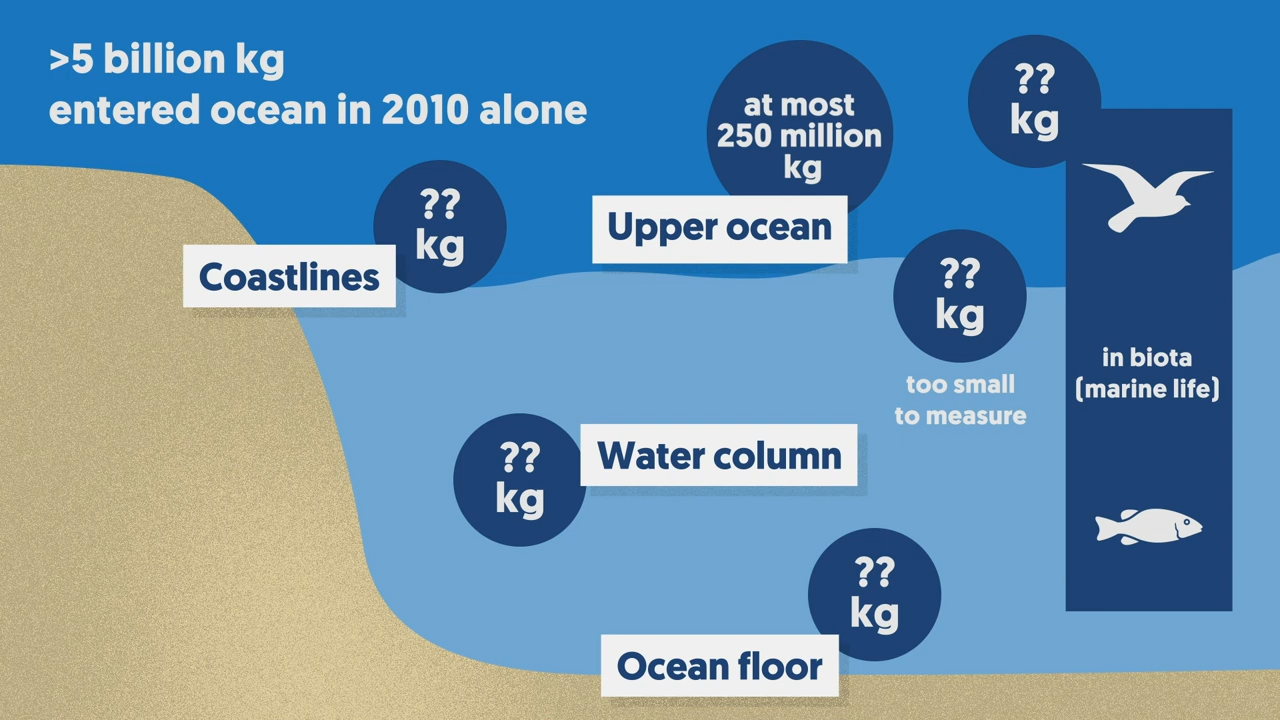 >5 billion kg
entered ocean in 2010 alone
at most
250 million
kg
Upper ocean
??
kg
??
kg
Coastlines
??
kg
too small
to measure
in biota
(marine life)
??
kg
Water column
??
kg
Ocean floor